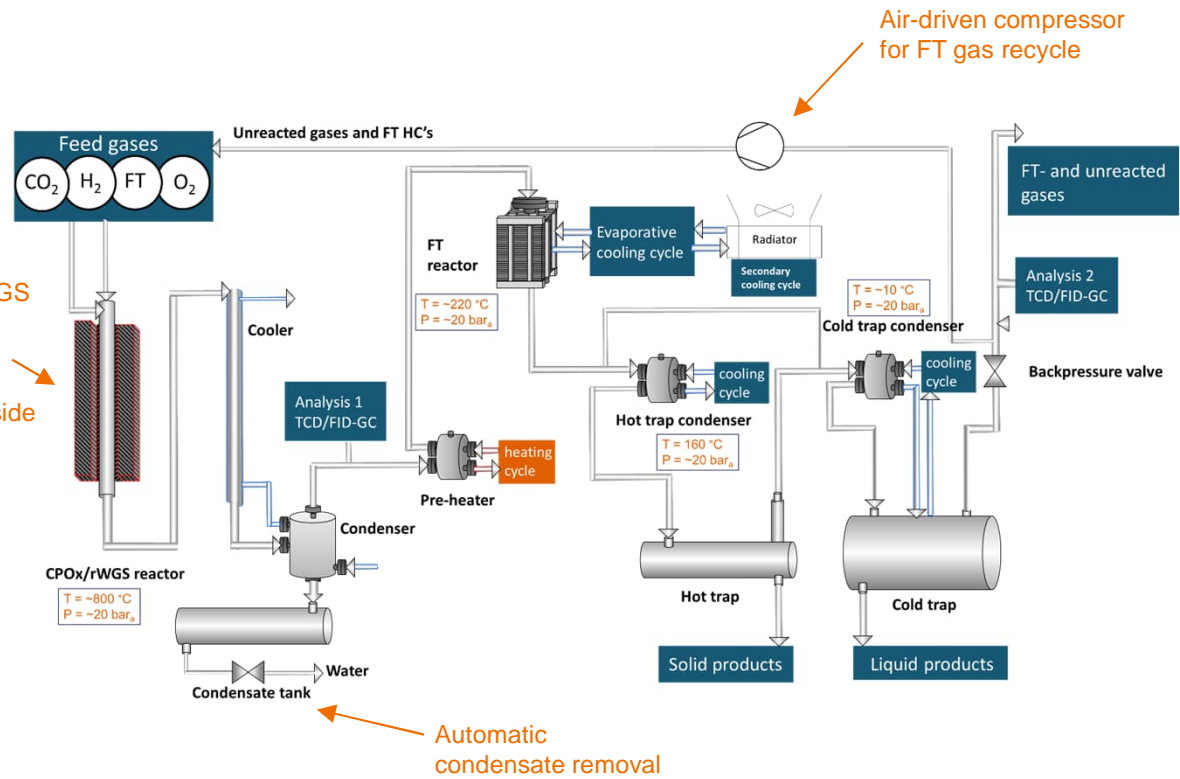 Air-driven compressor
for FT gas recycle
Unreacted gases and FT HC's
Feed gases
CO₂ H₂ FT O₂
FT- and unreacted
gases
FT
reactor
Evaporative
cooling cycle
Radiator
Secondary
cooling cycle
T = ~220 °C
P = ~20 barₐ
T = ~10 °C
P = ~20 barₐ
Cold trap condenser
Analysis 2
TCD/FID-GC
GS
side
Cooler
cooling
cycle
cooling
cycle
Backpressure valve
Analysis 1
TCD/FID-GC
Hot trap condenser
T = 160 °C
P = ~20 barₐ
heating
cycle
Pre-heater
Condenser
CPOx/rWGS reactor
T = ~800 °C
P = ~20 barₐ
Hot trap
Cold trap
Water
Condensate tank
Solid products
Liquid products
Automatic
condensate removal